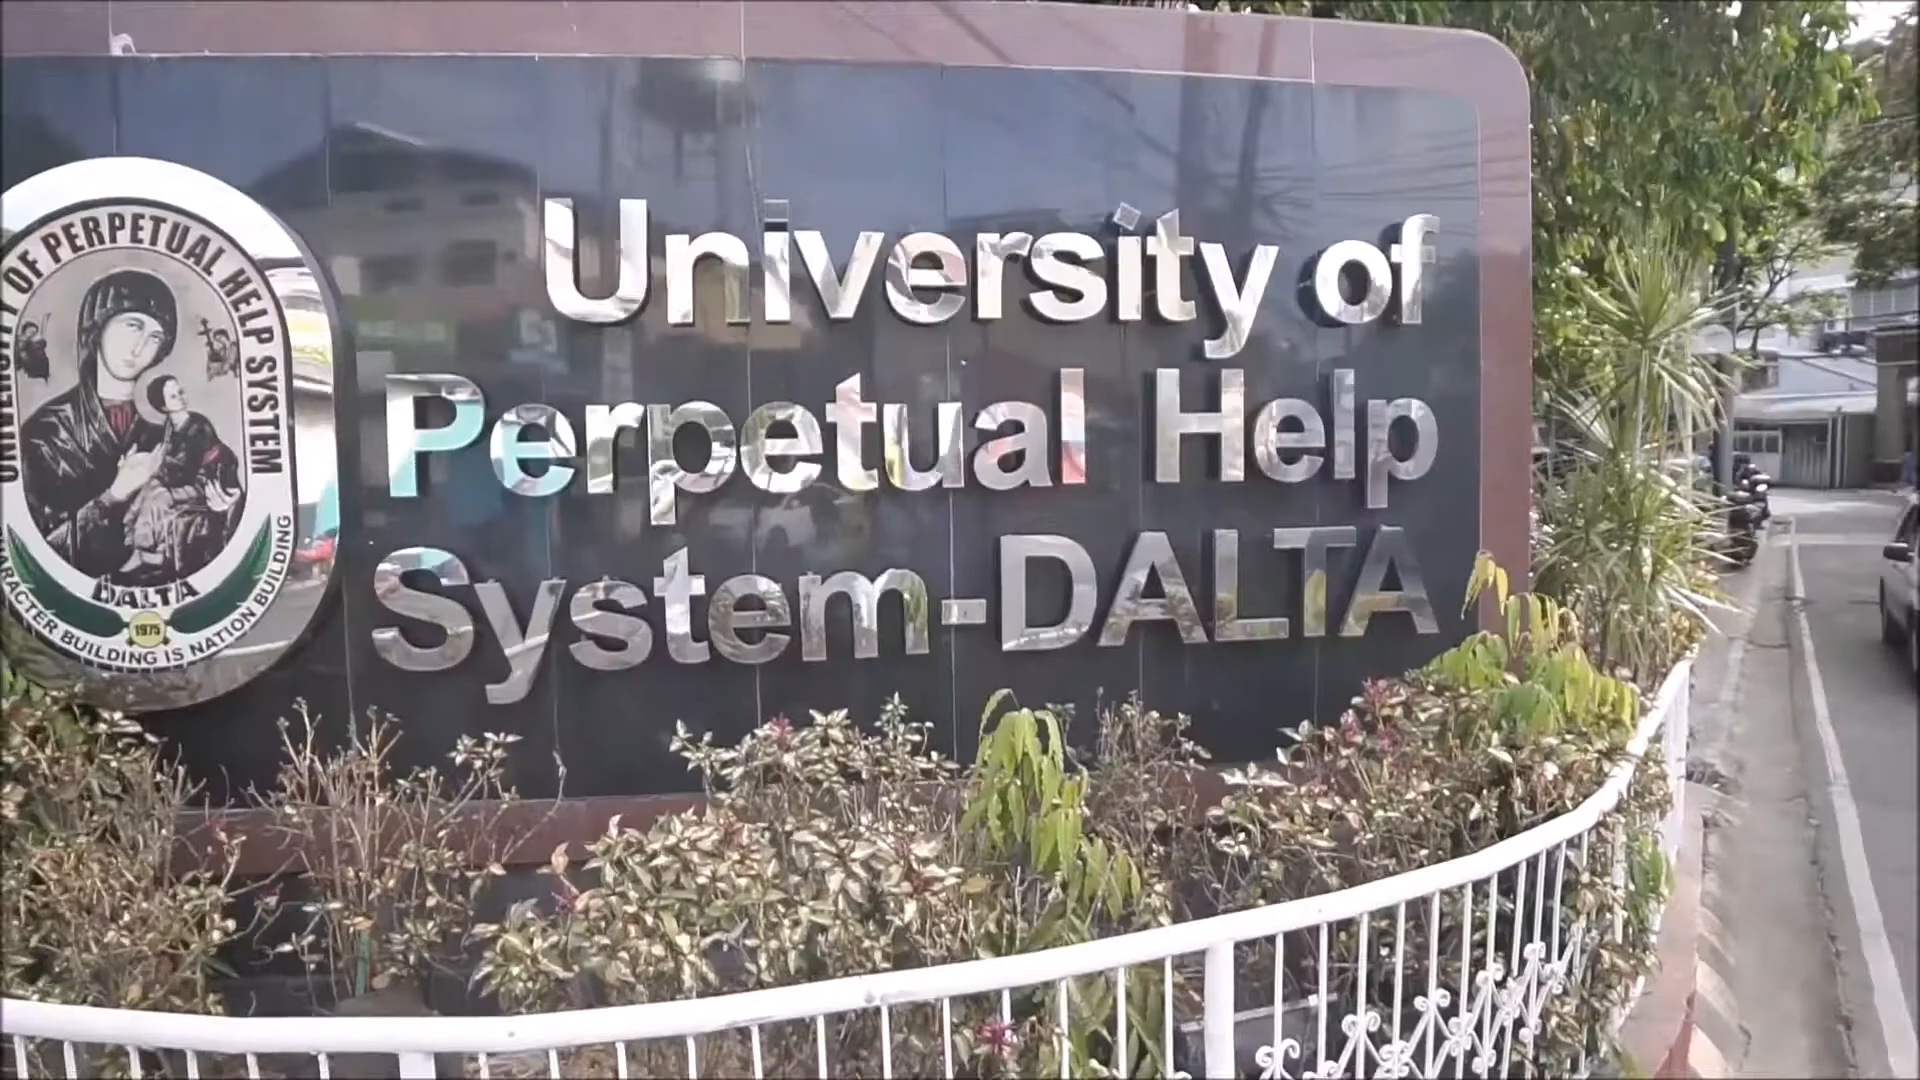 UNIVERSITY OF PERPETUAL HELP SYSTEM
DALTA
1975
CHARACTER BUILDING IS NATION BUILDING
University of
Perpetual Help
System-DALTA